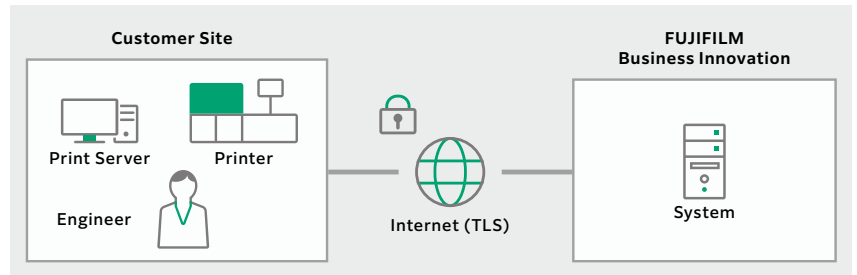 Customer Site
FUJIFILM
Business Innovation
Print Server
Printer
Engineer
Internet (TLS)
System